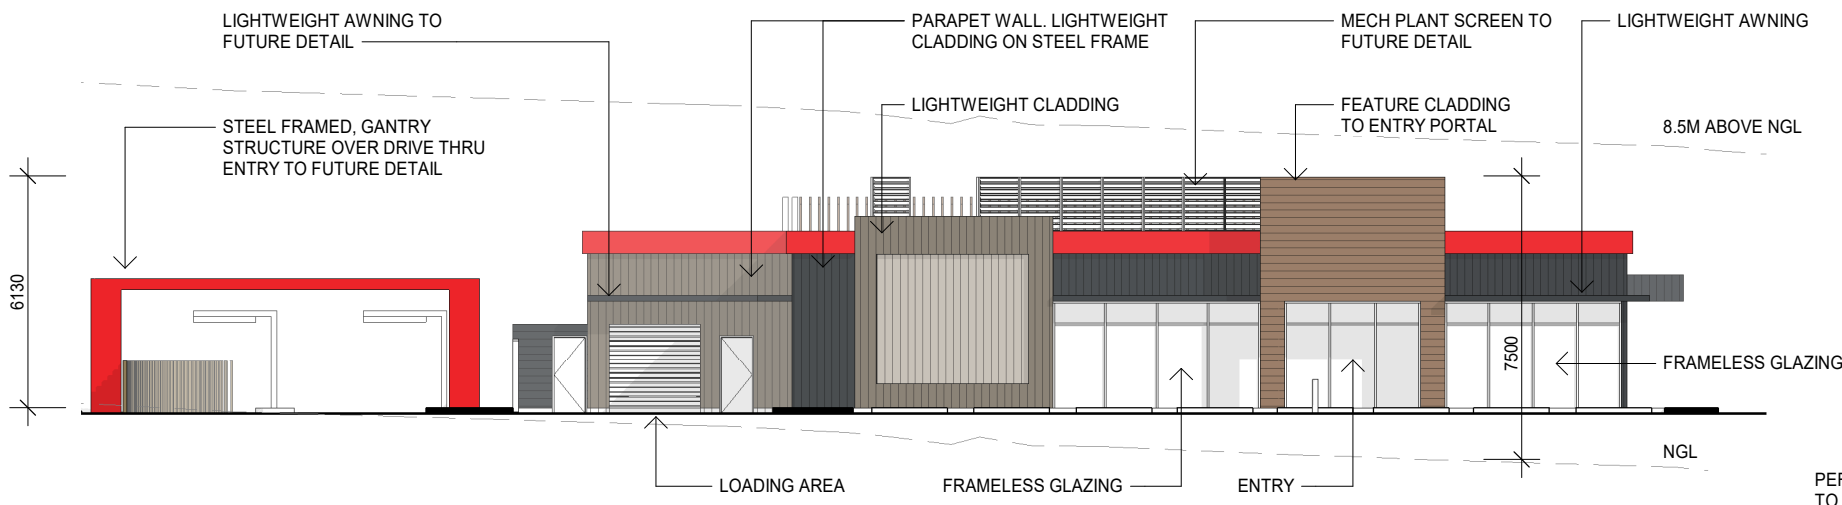 LIGHTWEIGHT AWNING TO
FUTURE DETAIL
PARAPET WALL. LIGHTWEIGHT
CLADDING ON STEEL FRAME
MECH PLANT SCREEN TO
FUTURE DETAIL
LIGHTWEIGHT AWNING
LIGHTWEIGHT CLADDING
FEATURE CLADDING
TO ENTRY PORTAL
STEEL FRAMED, GANTRY
STRUCTURE OVER DRIVE THRU
ENTRY TO FUTURE DETAIL
8.5M ABOVE NGL
6130
7500
FRAMELESS GLAZING
NGL
LOADING AREA
FRAMELESS GLAZING
ENTRY
TO